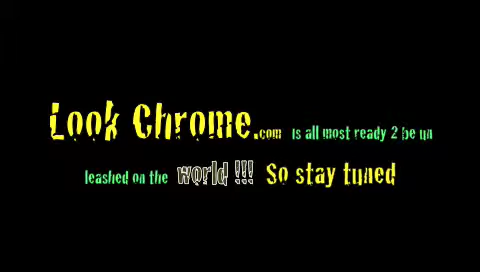 Look Chrome.com is all most ready 2 be un
leashed on the world !!! So stay tuned